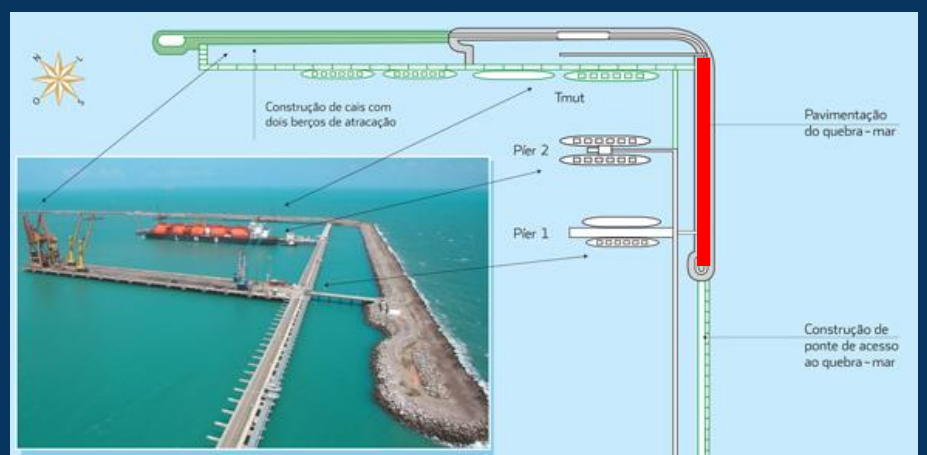 N
L
O
S
Construção de cais com
dois berços de atracação
Tmut
Píer 2
Píer 1
Pavimentação
do quebra-mar
Construção de
ponte de acesso
ao quebra-mar